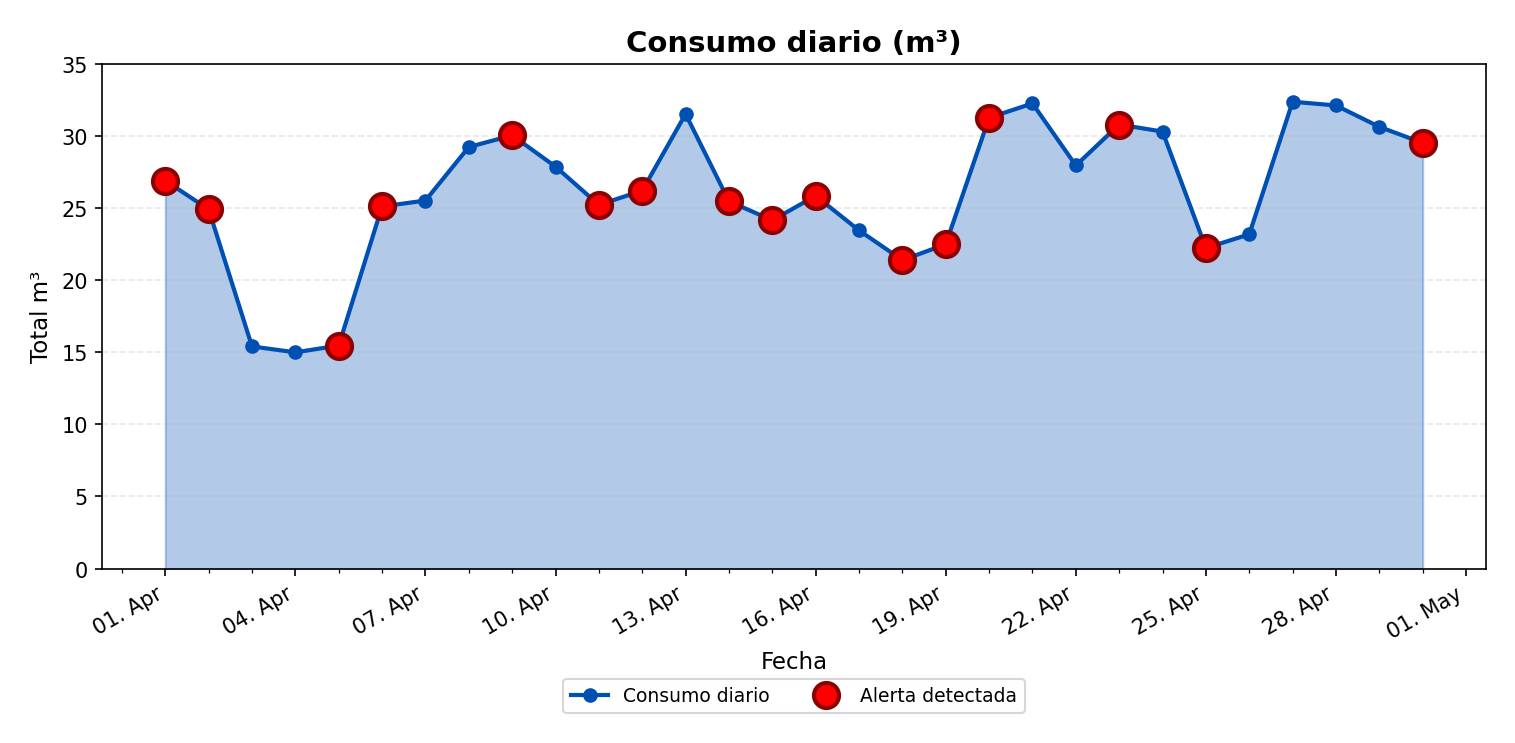 Consumo diario (m³)
Total m³
35
30
25
20
15
10
5
0
01. Apr
04. Apr
07. Apr
10. Apr
13. Apr
16. Apr
19. Apr
22. Apr
25. Apr
28. Apr
01. May
Fecha
Consumo diario
Alerta detectada